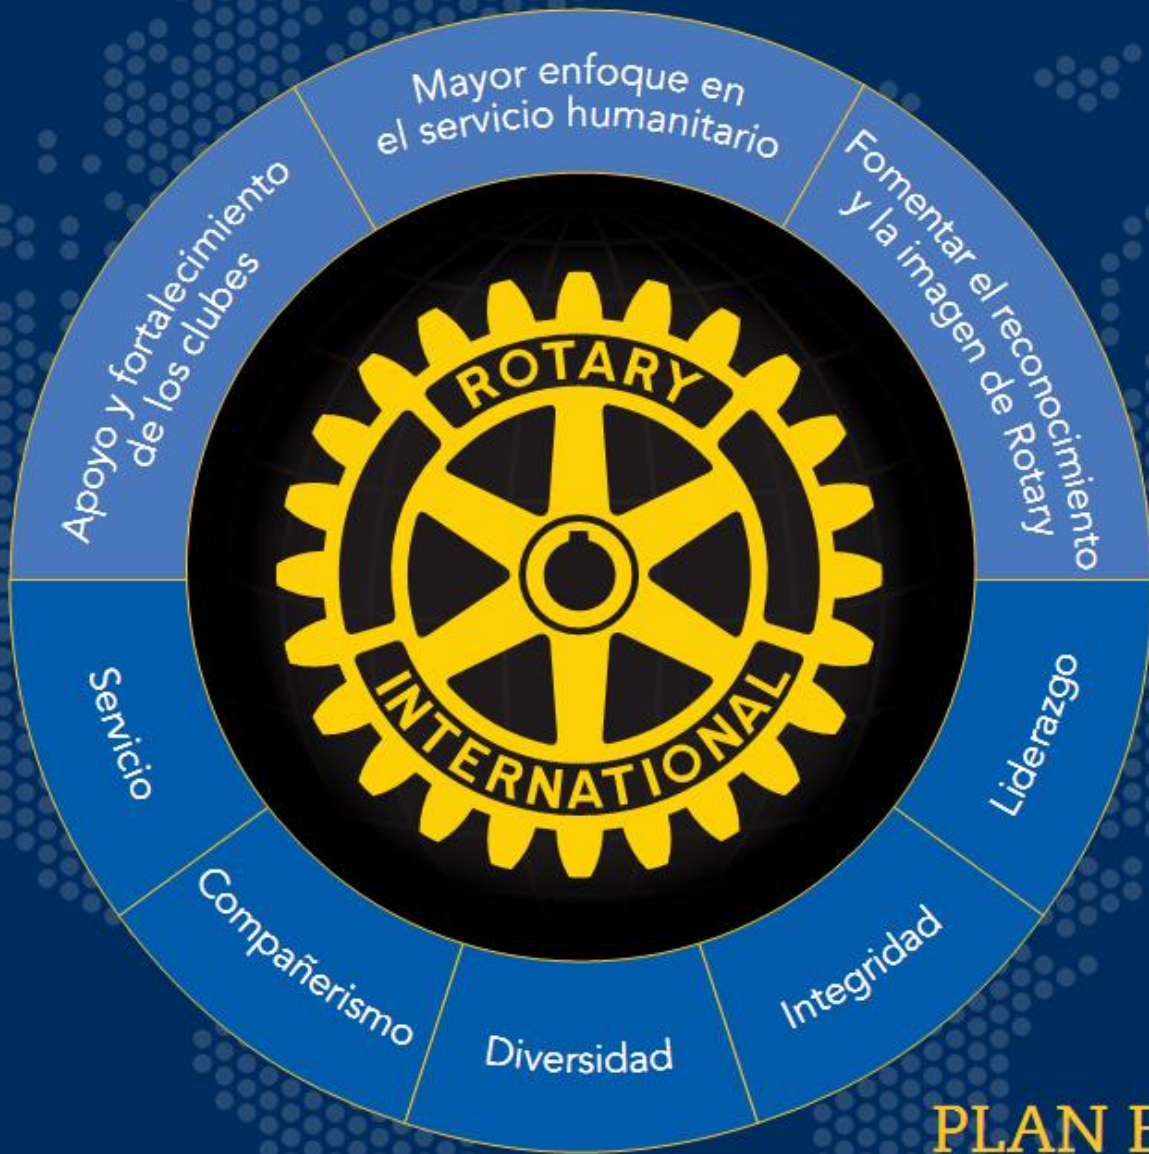 Mayor enfoque en
el servicio humanitario
Apoyo y fortalecimiento
de los clubes
Fomentar el reconocimiento
y la imagen de Rotary
ROTARY
INTERNATIONAL
Servicio
Compañerismo
Diversidad
Integridad
Liderazgo
PLAN E